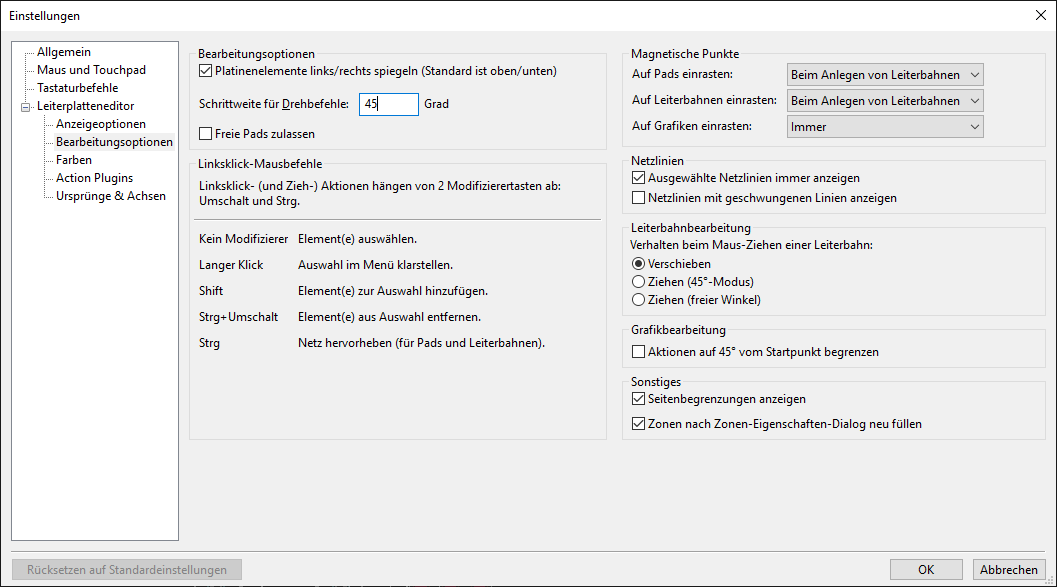 Einstellungen
Allgemein
Maus und Touchpad
Tastaturbefehle
Leiterplatteneditor
Anzeigeoptionen
Bearbeitungsoptionen
Farben
Action Plugins
Ursprünge & Achsen
Bearbeitungsoptionen
Platinenelemente links/rechts spiegeln (Standard ist oben/unten)
Schrittweite für Drehbefehle: 45 Grad
Freie Pads zulassen
Linksklick-Mausbefehle
Linksklick- (und Zieh-) Aktionen hängen von 2 Modifizierertasten ab:
Umschalt und Strg.
Kein Modifizierer Element(e) auswählen.
Langer Klick Auswahl im Menü klarstellen.
Shift Element(e) zur Auswahl hinzufügen.
Strg+Umschalt Element(e) aus Auswahl entfernen.
Strg Netz hervorheben (für Pads und Leiterbahnen).
Magnetische Punkte
Auf Pads einrasten: Beim Anlegen von Leiterbahnen
Auf Leiterbahnen einrasten: Beim Anlegen von Leiterbahnen
Auf Grafiken einrasten: Immer
Netzlinien
Ausgewählte Netzlinien immer anzeigen
Netzlinien mit geschwungenen Linien anzeigen
Leiterbahnbearbeitung
Verhalten beim Maus-Ziehen einer Leiterbahn:
Verschieben
Ziehen (45°-Modus)
Ziehen (freier Winkel)
Grafikbearbeitung
Aktionen auf 45° vom Startpunkt begrenzen
Sonstiges
Seitenbegrenzungen anzeigen
Zonen nach Zonen-Eigenschaften-Dialog neu füllen
Rücksetzen auf Standardeinstellungen
OK
Abbrechen